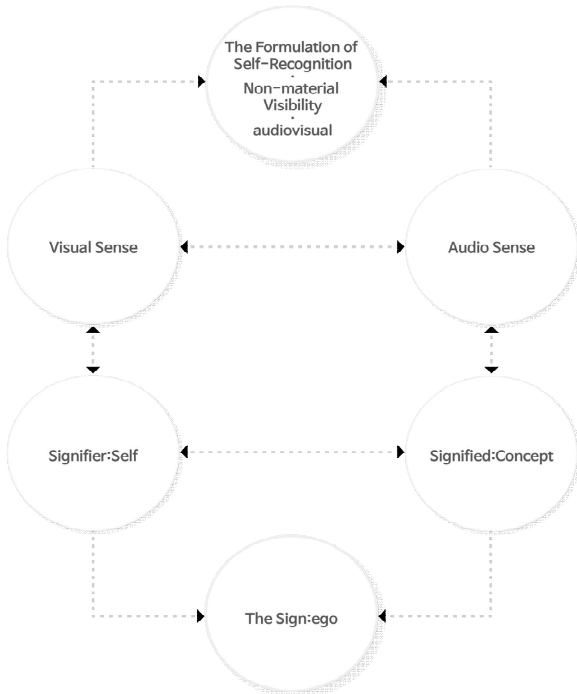 The Formulation of
Self-Recognition
·
Non-material
Visibility
·
audiovisual
Visual Sense
Audio Sense
Signifier:Self
Signified:Concept
The Sign:ego